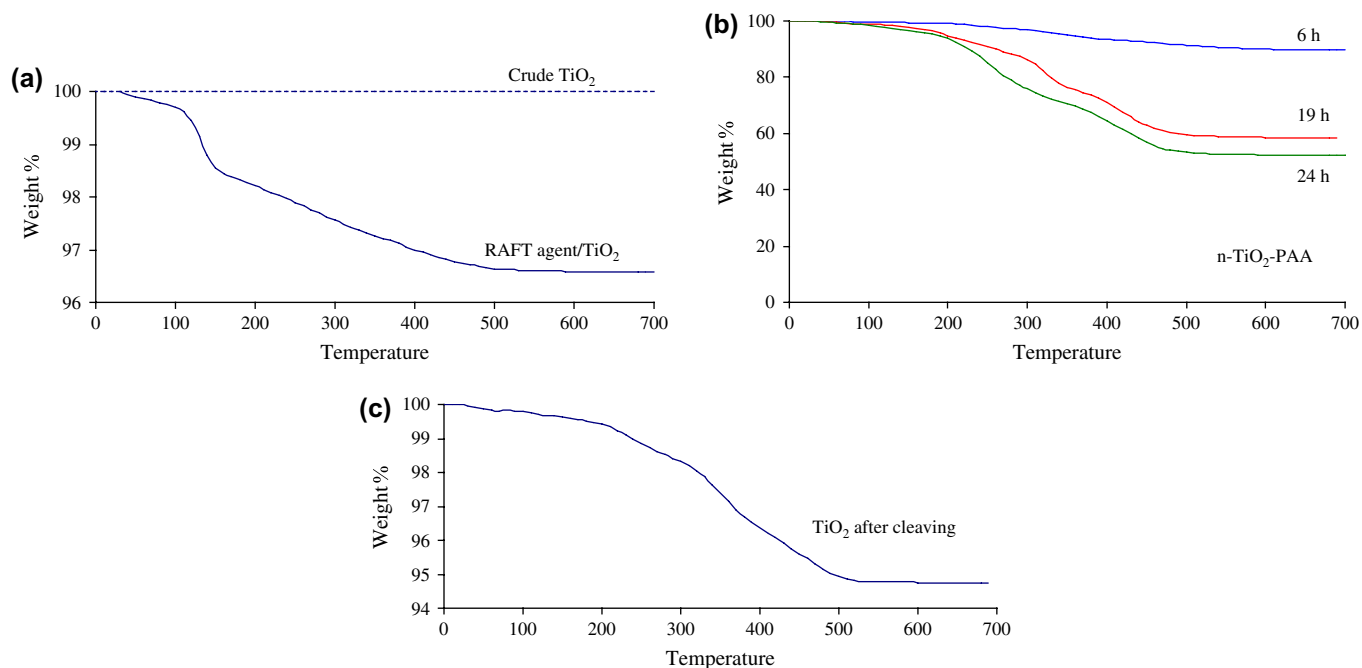 (a)
Crude TiO₂
RAFT agent/TiO₂
100
99
98
97
96
0 100 200 300 400 500 600 700
Weight %
Temperature
(b)
6 h
19 h
24 h
n-TiO₂-PAA
100
80
60
40
20
0
0 100 200 300 400 500 600 700
Weight %
Temperature
(c)
TiO₂ after cleaving
100
99
98
97
96
95
94
0 100 200 300 400 500 600 700
Weight %
Temperature